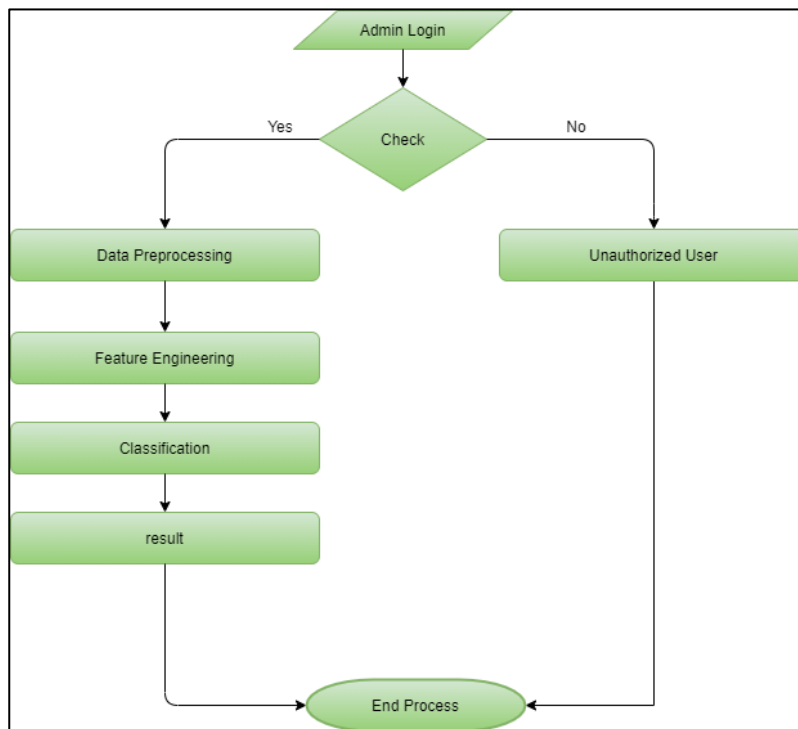 Admin Login
Yes
Check
No
Data Preprocessing
Unauthorized User
Feature Engineering
Classification
result
End Process